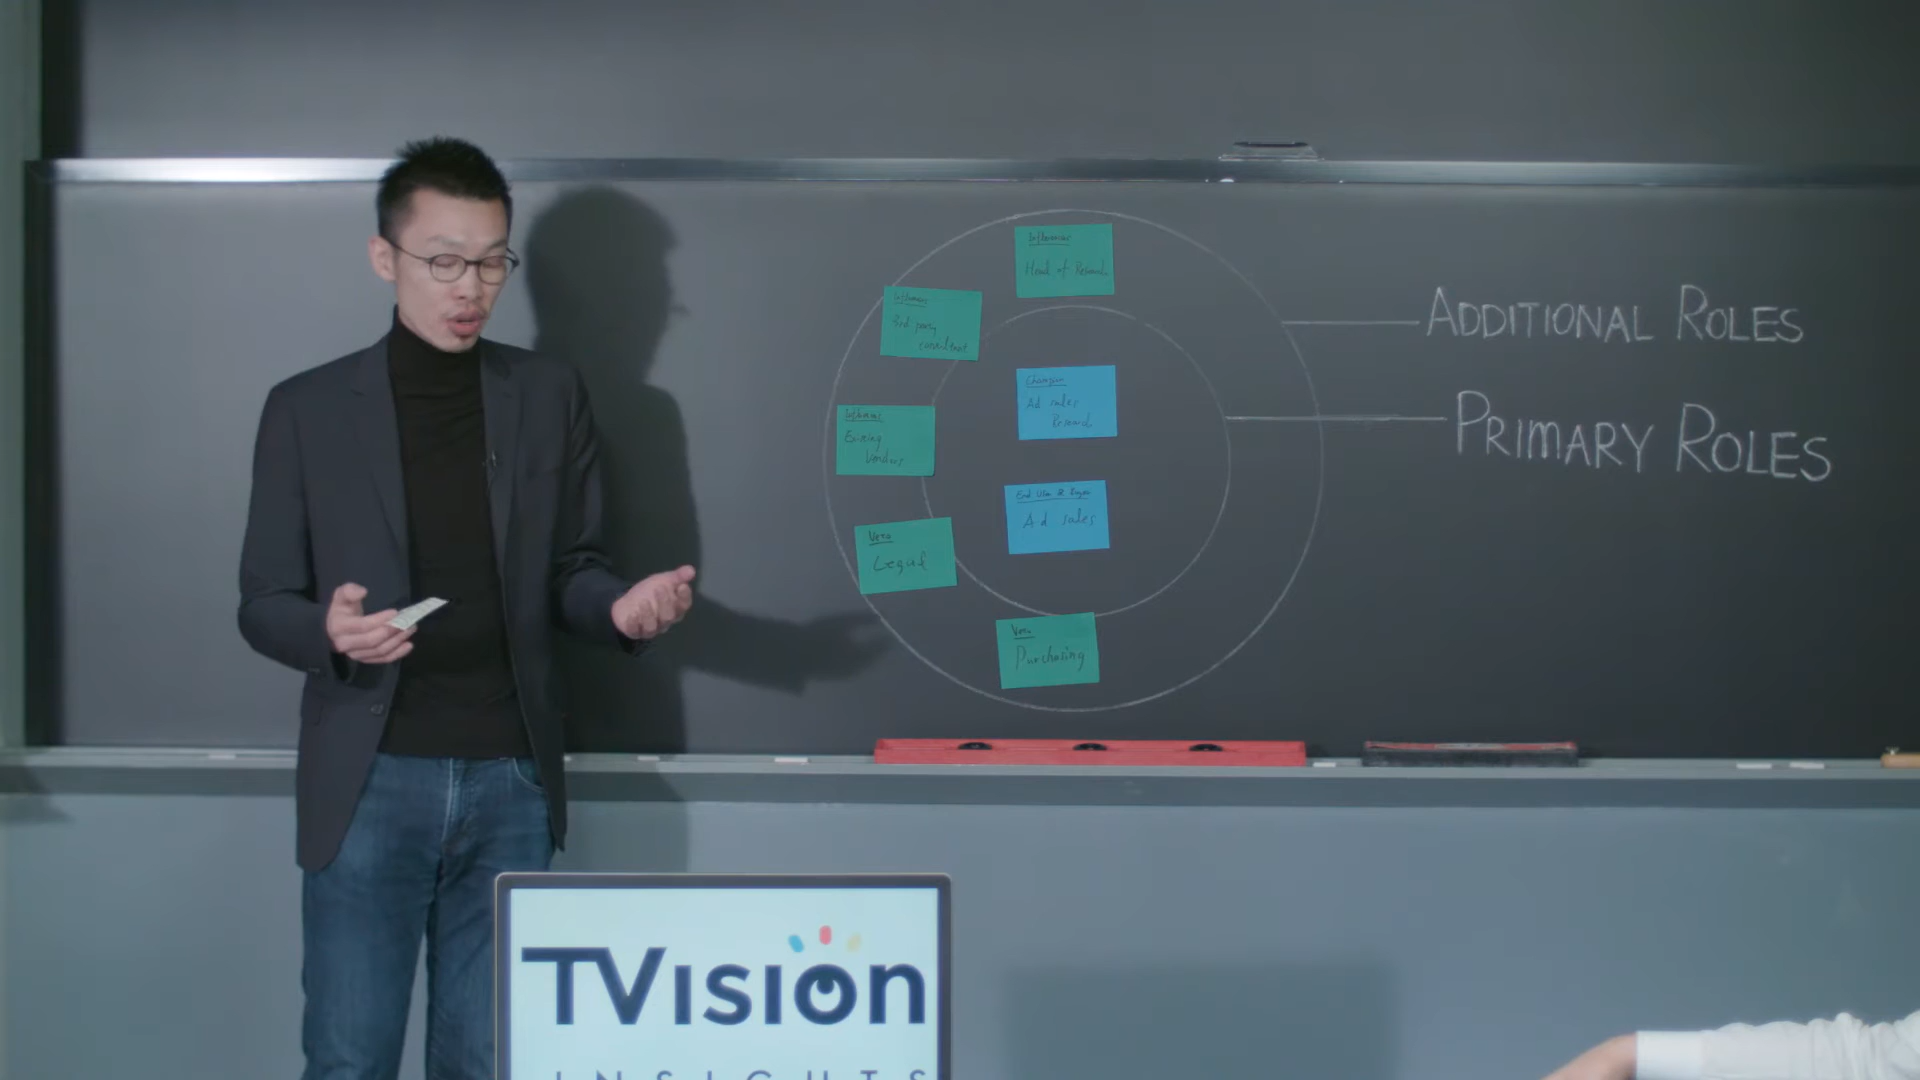 Influencer
Head of Research
Influencer
3rd party
consultant
Champion
Ad sales
Research
Influencer
Existing
Vendors
End User & Buyer
Ad sales
Veto
Legal
Veto
Purchasing
ADDITIONAL ROLES
PRIMARY ROLES
TVision
INSIGHTS